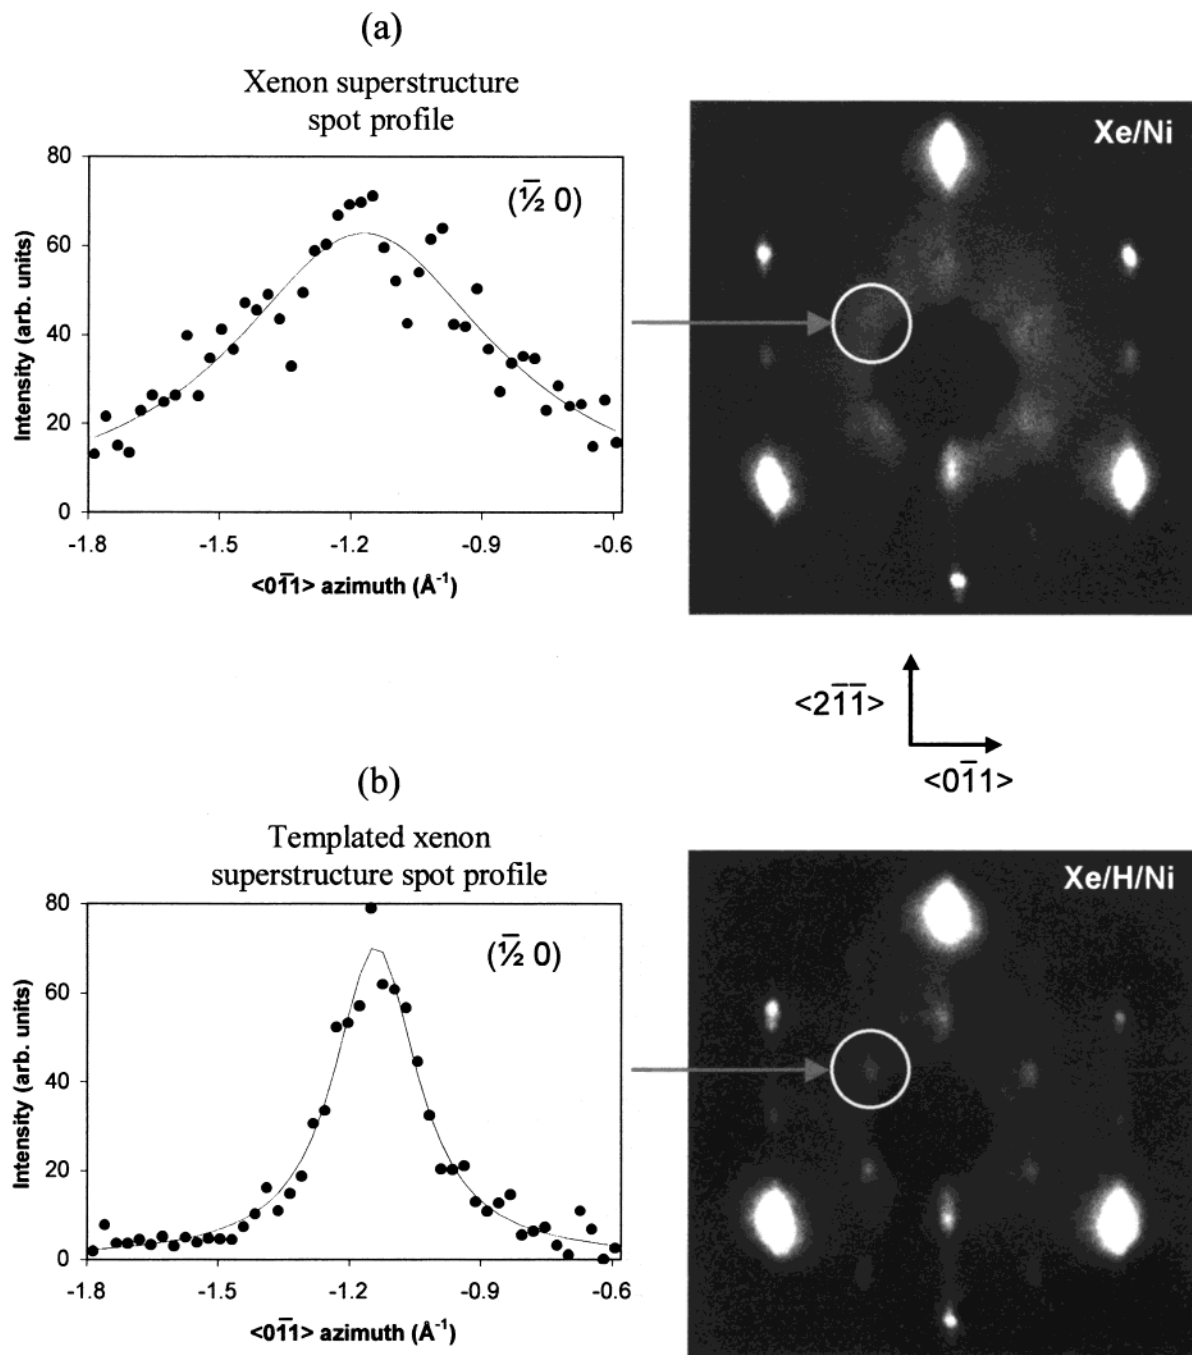 (a)
Xenon superstructure
spot profile
Xe/Ni
80
(½̅ 0)
60
40
20
0
-1.8
-1.5
-1.2
-0.9
-0.6
Intensity (arb. units)
<01̅1> azimuth (Å⁻¹)
<21̅1̅>
<01̅1>
(b)
Templated xenon
superstructure spot profile
Xe/H/Ni
80
(½̅ 0)
60
40
20
0
-1.8
-1.5
-1.2
-0.9
-0.6
Intensity (arb. units)
<01̅1> azimuth (Å⁻¹)